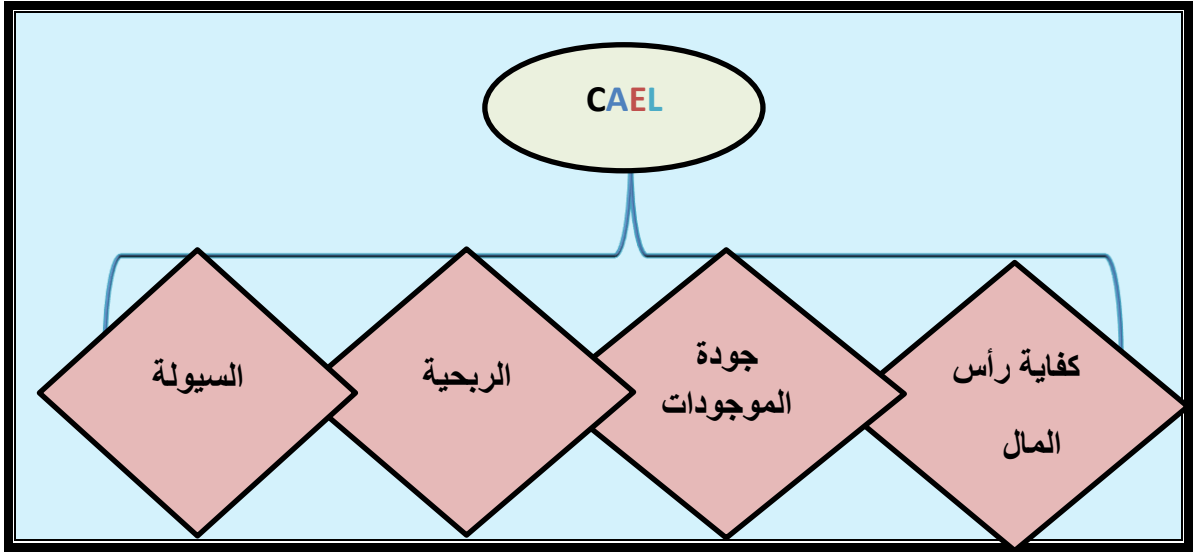 CAEL
كفاية رأس
المال
جودة
الموجودات
الربحية
السيولة